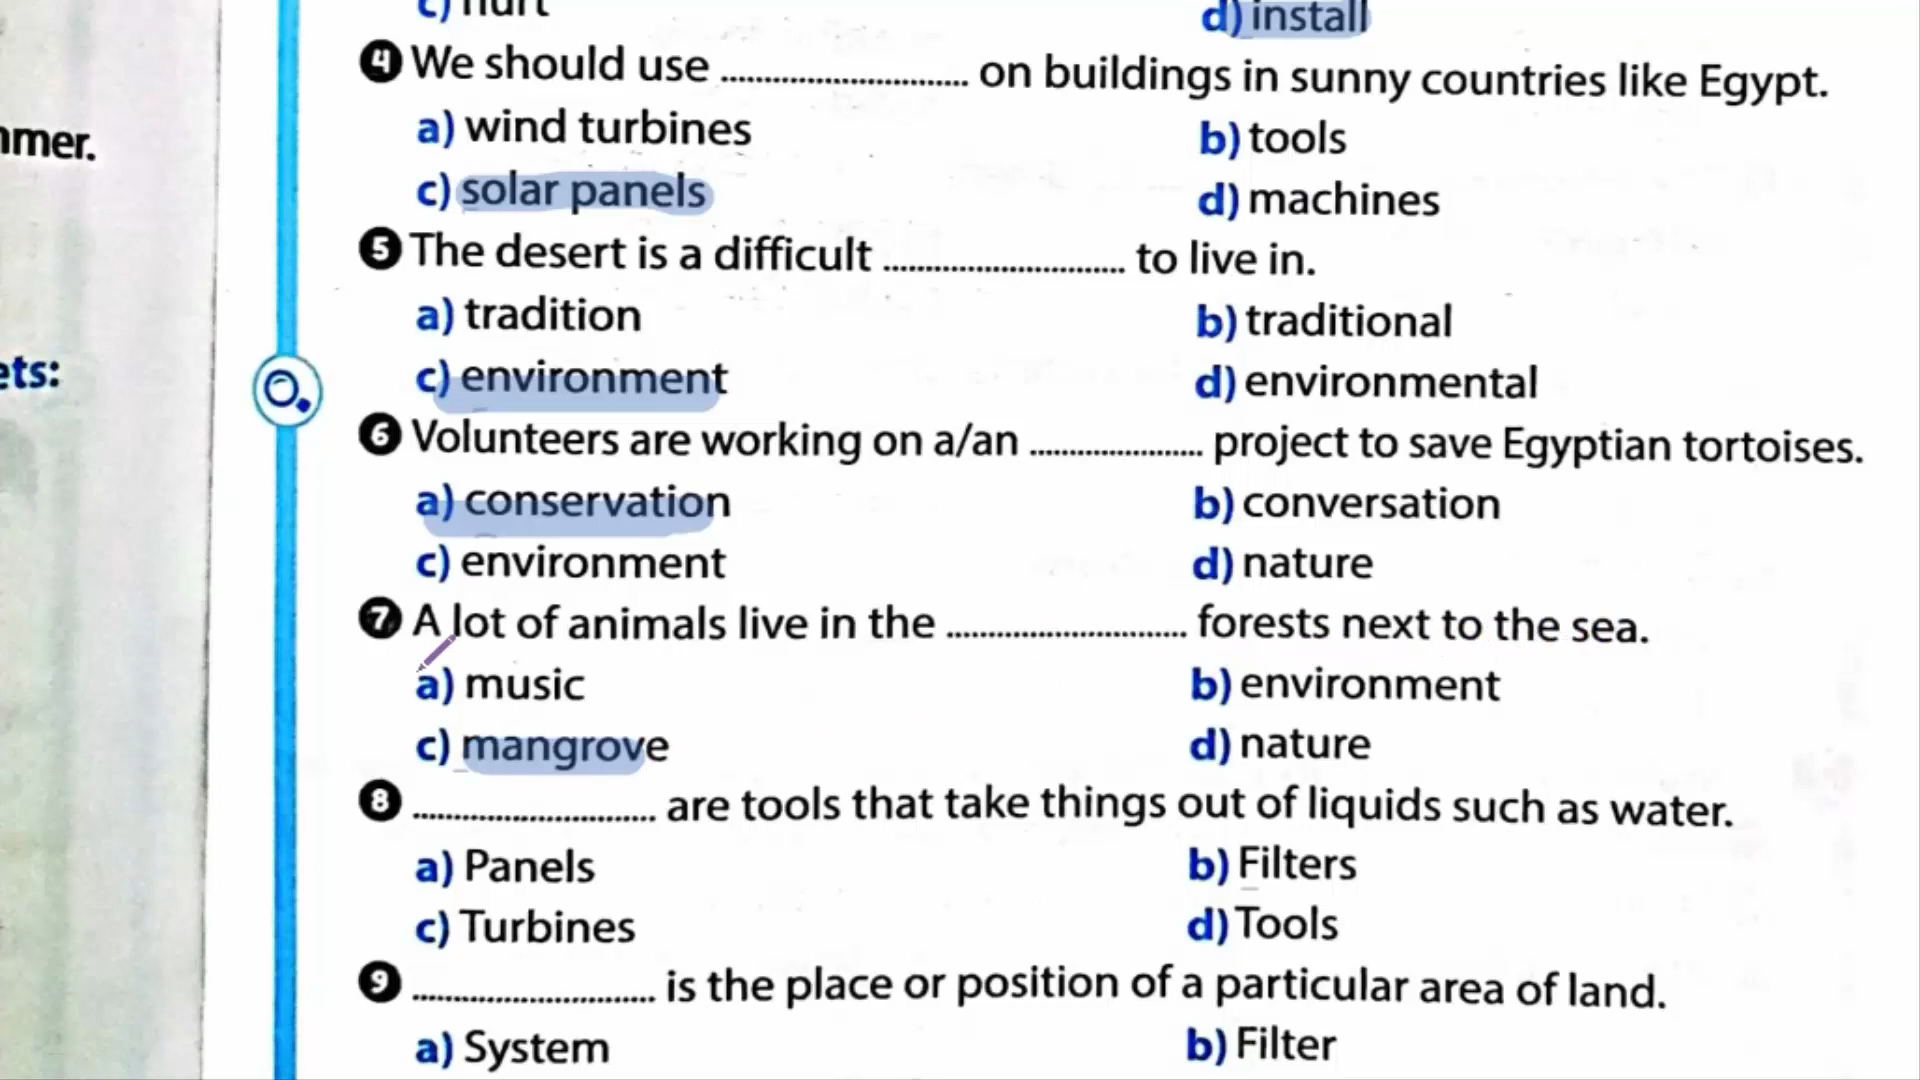 d) install
4 We should use .............................. on buildings in sunny countries like Egypt.
a) wind turbines b) tools
c) solar panels d) machines
5 The desert is a difficult .............................. to live in.
a) tradition b) traditional
c) environment d) environmental
6 Volunteers are working on a/an ..................... project to save Egyptian tortoises.
a) conservation b) conversation
c) environment d) nature
7 A lot of animals live in the .............................. forests next to the sea.
a) music b) environment
c) mangrove d) nature
8 .............................. are tools that take things out of liquids such as water.
a) Panels b) Filters
c) Turbines d) Tools
9 .............................. is the place or position of a particular area of land.
a) System b) Filter